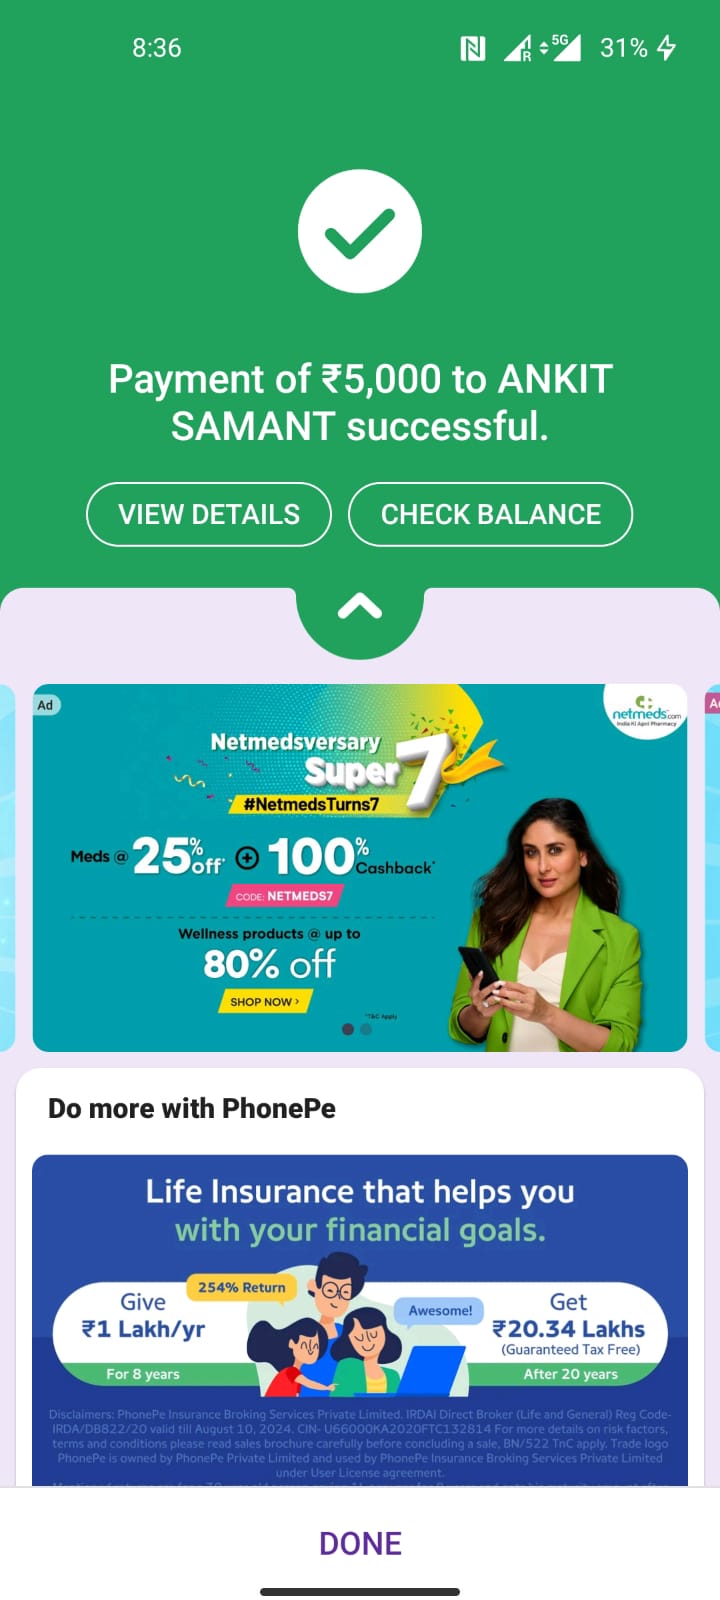 8:36
R
5G
31%
Payment of ₹5,000 to ANKIT
SAMANT successful.
VIEW DETAILS
CHECK BALANCE
Ad
netmeds.com
India Ki Apni Pharmacy
Netmedsversary
Super 7
#NetmedsTurns7
Meds @ 25% off* + 100% Cashback*
CODE: NETMEDS7
Wellness products @ up to
80% off
SHOP NOW >
*T&C Apply
Do more with PhonePe
Life Insurance that helps you
with your financial goals.
254% Return
Give
₹1 Lakh/yr
For 8 years
Awesome!
Get
₹20.34 Lakhs
(Guaranteed Tax Free)
After 20 years
Disclaimers: PhonePe Insurance Broking Services Private Limited. IRDAI Direct Broker (Life and General) Reg Code-
IRDA/DB822/20 valid till August 10, 2024. CIN- U66000KA2020FTC132814 For more details on risk factors,
terms and conditions please read sales brochure carefully before concluding a sale, BN/522 TnC apply. Trade logo
PhonePe is owned by PhonePe Private Limited and used by PhonePe Insurance Broking Services Private Limited
under User License agreement.
DONE